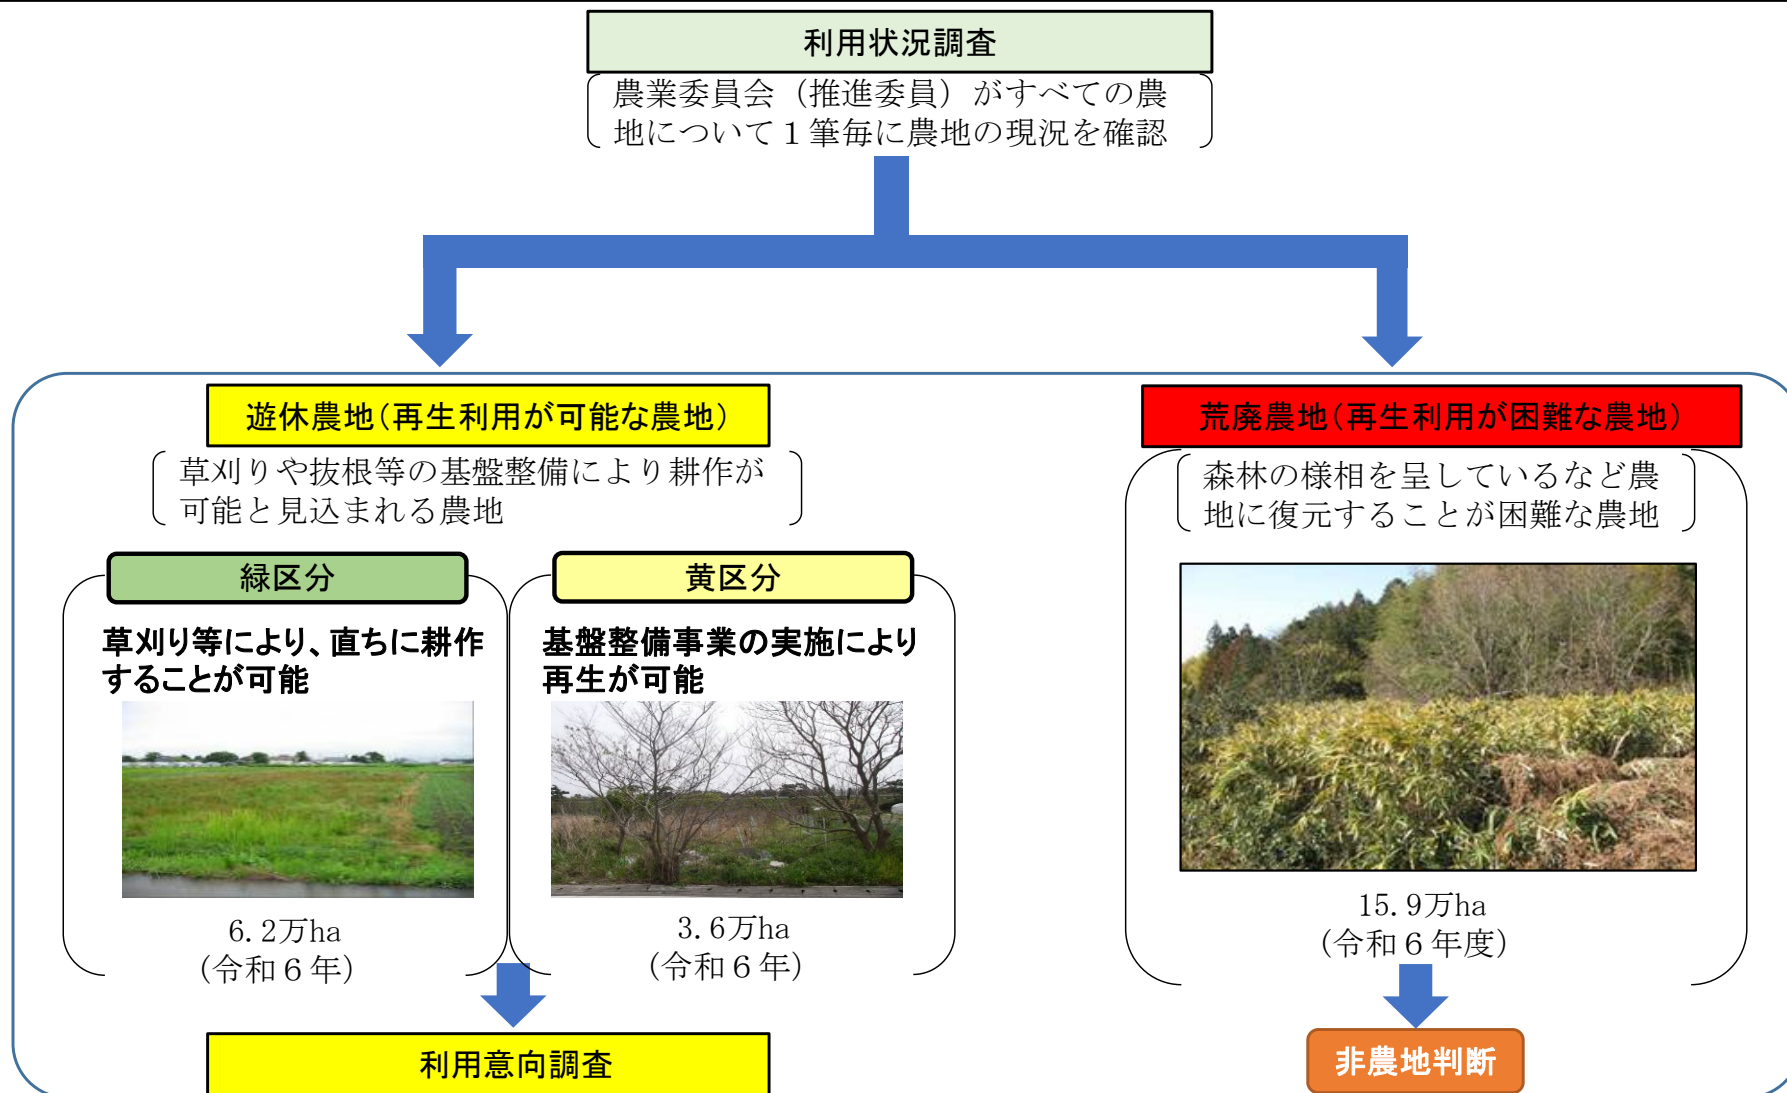 利用状況調査
農業委員会（推進委員）がすべての農
地について１筆毎に農地の現況を確認
遊休農地（再生利用が可能な農地）
草刈りや抜根等の基盤整備により耕作が
可能と見込まれる農地
緑区分
草刈り等により、直ちに耕作
することが可能
6.2万ha
（令和６年）
黄区分
基盤整備事業の実施により
再生が可能
3.6万ha
（令和６年）
利用意向調査
荒廃農地（再生利用が困難な農地）
森林の様相を呈しているなど農
地に復元することが困難な農地
15.9万ha
（令和６年度）
非農地判断